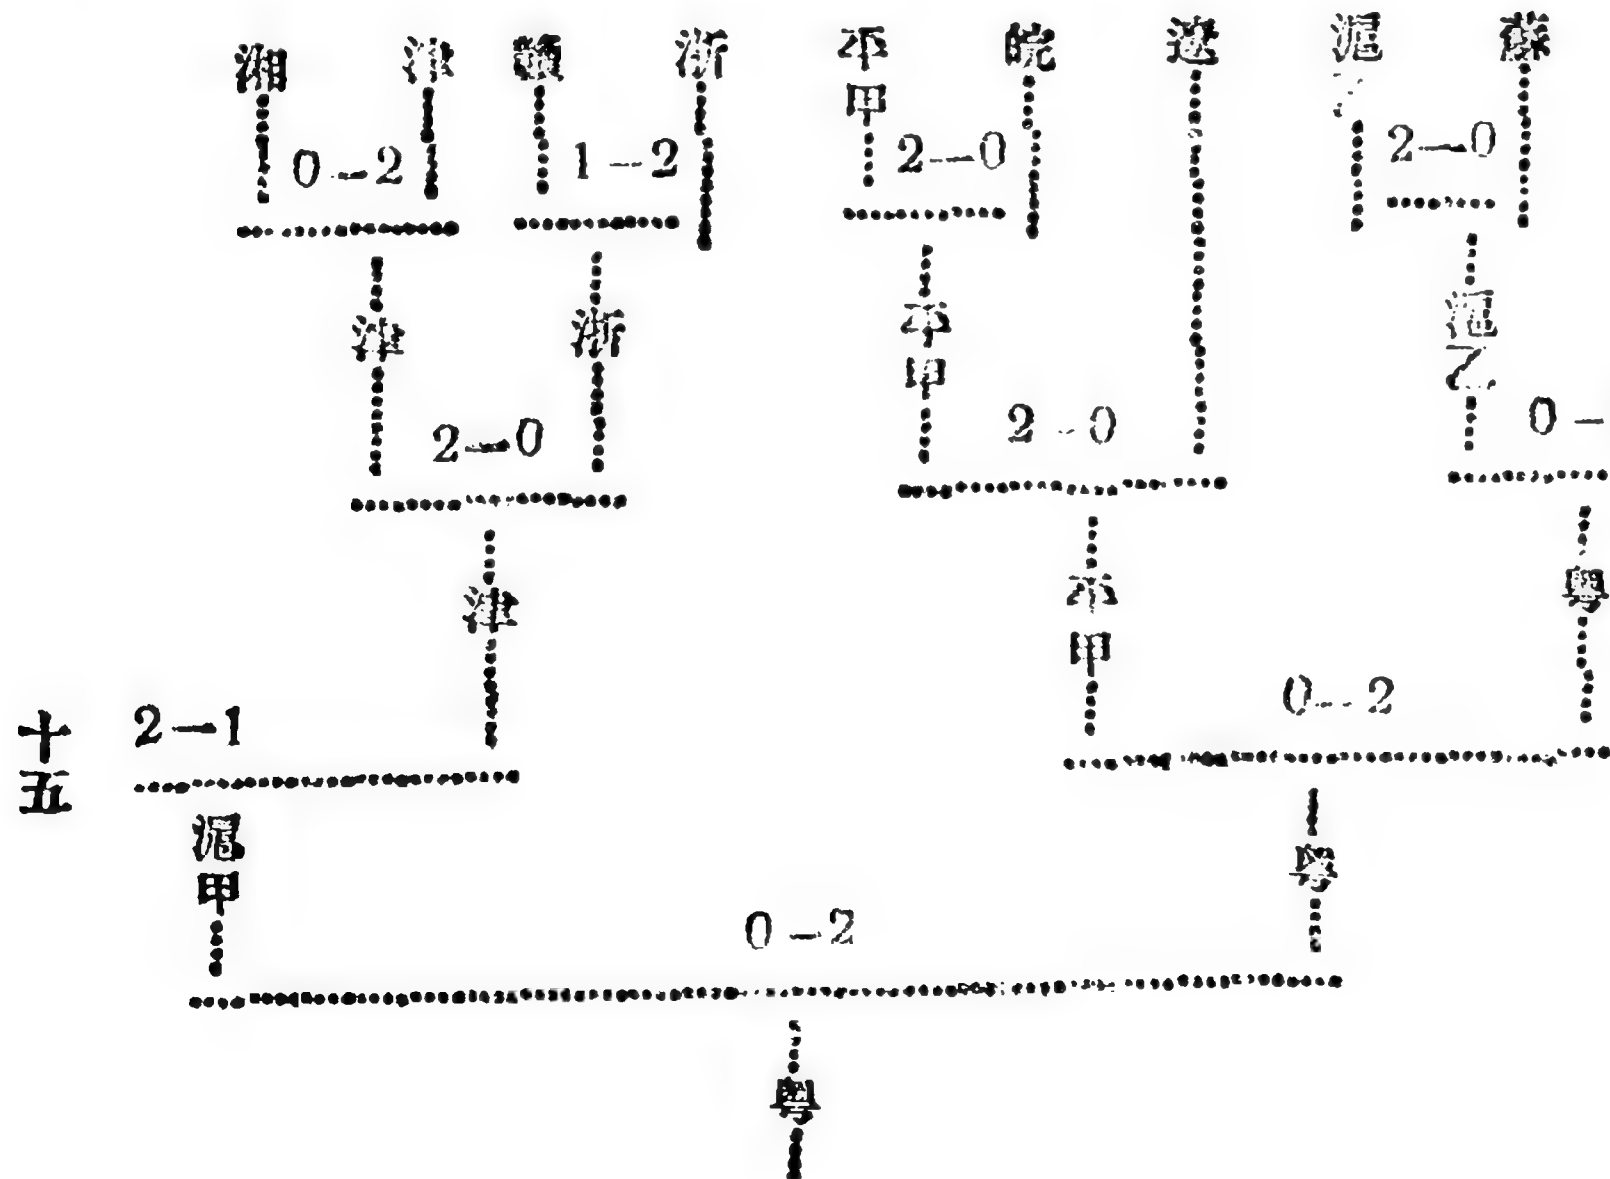 湘 津 贛 浙 平甲 皖 遼 滬 蘇
0—2 1—2 2—0 2—0
津 浙 平甲 滬乙
2—0 2—0 0—
津 平甲 粵
十五 2—1 0—2
滬甲 粵
0—2
粵